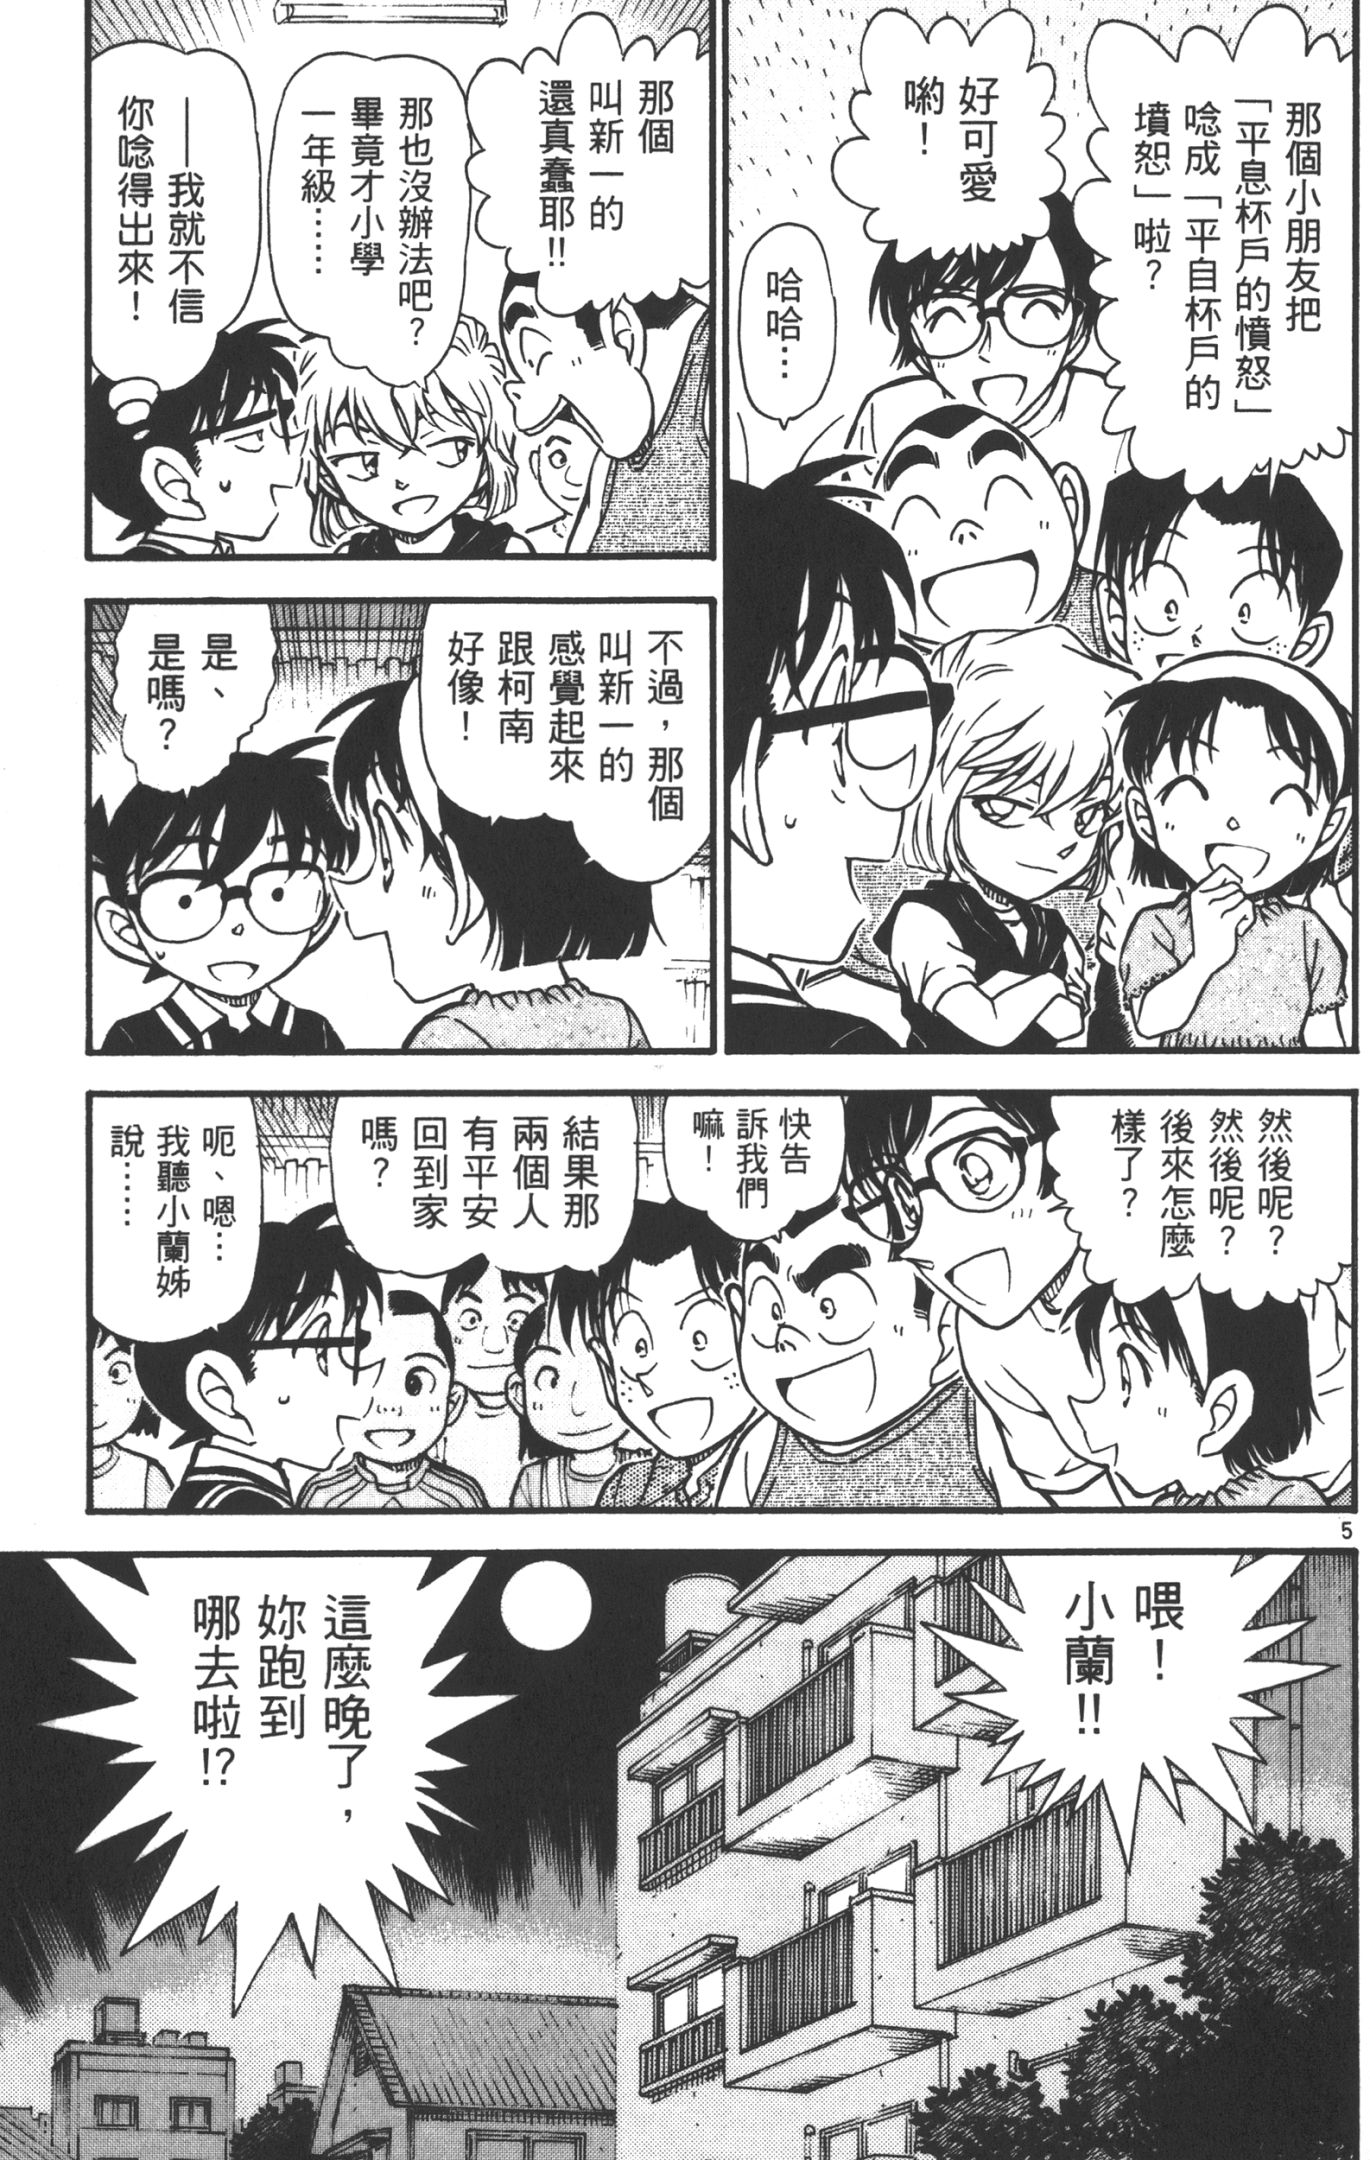 那個小朋友把
「平息杯戶的憤怒」
唸成「平自杯戶的
墳恕」啦？
好可愛
喲！
哈哈…
那個
叫新一的
還真蠢耶!!
那也沒辦法吧？
畢竟才小學
一年級……
——我就不信
你唸得出來！
不過，那個
叫新一的
感覺起來
跟柯南
好像！
是、
是嗎？
然後呢？
然後呢？
後來怎麼
樣了？
快告
訴我們
嘛！
結果那
兩個人
有平安
回到家
嗎？
呃、嗯…
我聽小蘭姊
說……
5
喂！
小蘭!!
這麼晚了，
妳跑到
哪去啦!?